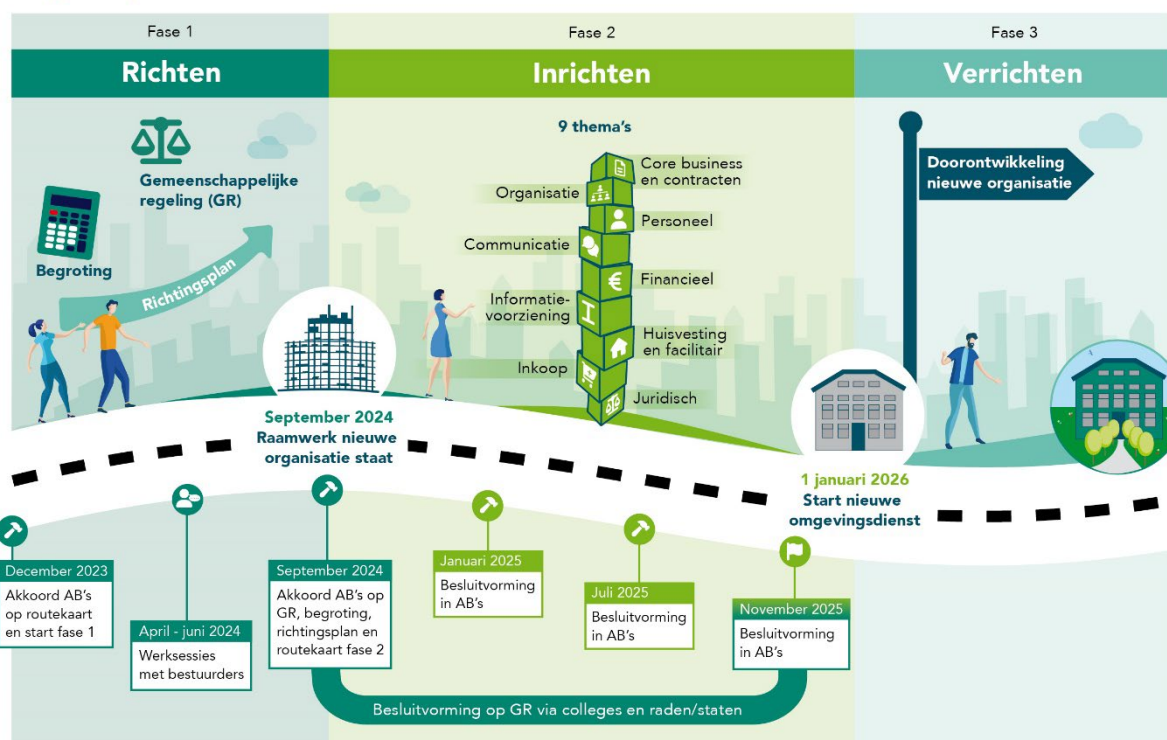 Fase 1
Richten
Gemeenschappelijke
regeling (GR)
Begroting
Richtingsplan
September 2024
Raamwerk nieuwe
organisatie staat
Fase 2
Inrichten
9 thema's
Core business
en contracten
Organisatie
Personeel
Communicatie
Financieel
Informatie-
voorziening
Huisvesting
en facilitair
Inkoop
Juridisch
Fase 3
Verrichten
Doorontwikkeling
nieuwe organisatie
1 januari 2026
Start nieuwe
omgevingsdienst
December 2023
Akkoord AB's
op routekaart
en start fase 1
April - juni 2024
Werksessies
met bestuurders
September 2024
Akkoord AB's op
GR, begroting,
richtingsplan en
routekaart fase 2
Januari 2025
Besluitvorming
in AB's
Juli 2025
Besluitvorming
in AB's
November 2025
Besluitvorming
in AB's
Besluitvorming op GR via colleges en raden/staten